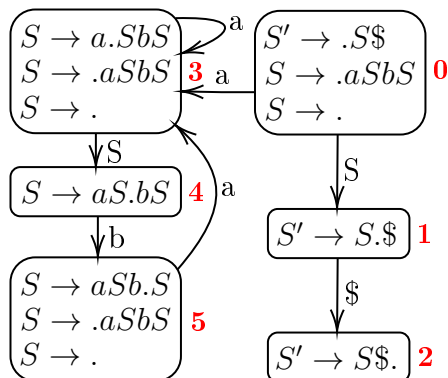 S → a.SbS
S → .aSbS
S → .
3
a
a
S' → .S$
S → .aSbS
S → .
0
S
S
S → aS.bS
4
a
b
S' → S.$
1
S → aSb.S
S → .aSbS
S → .
5
$
S' → S$.
2